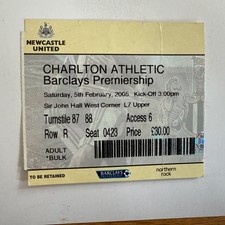 NEWCASTLE
UNITED
CHARLTON ATHLETIC
Barclays Premiership
Saturday, 5th February, 2005. Kick-Off 3.00pm
Sir John Hall West Corner L7 Upper
Turnstile 87 88 Access 6
Row R Seat 0423 Price £30.00
ADULT
*BULK
TO BE RETAINED
BARCLAYS
northern
rock